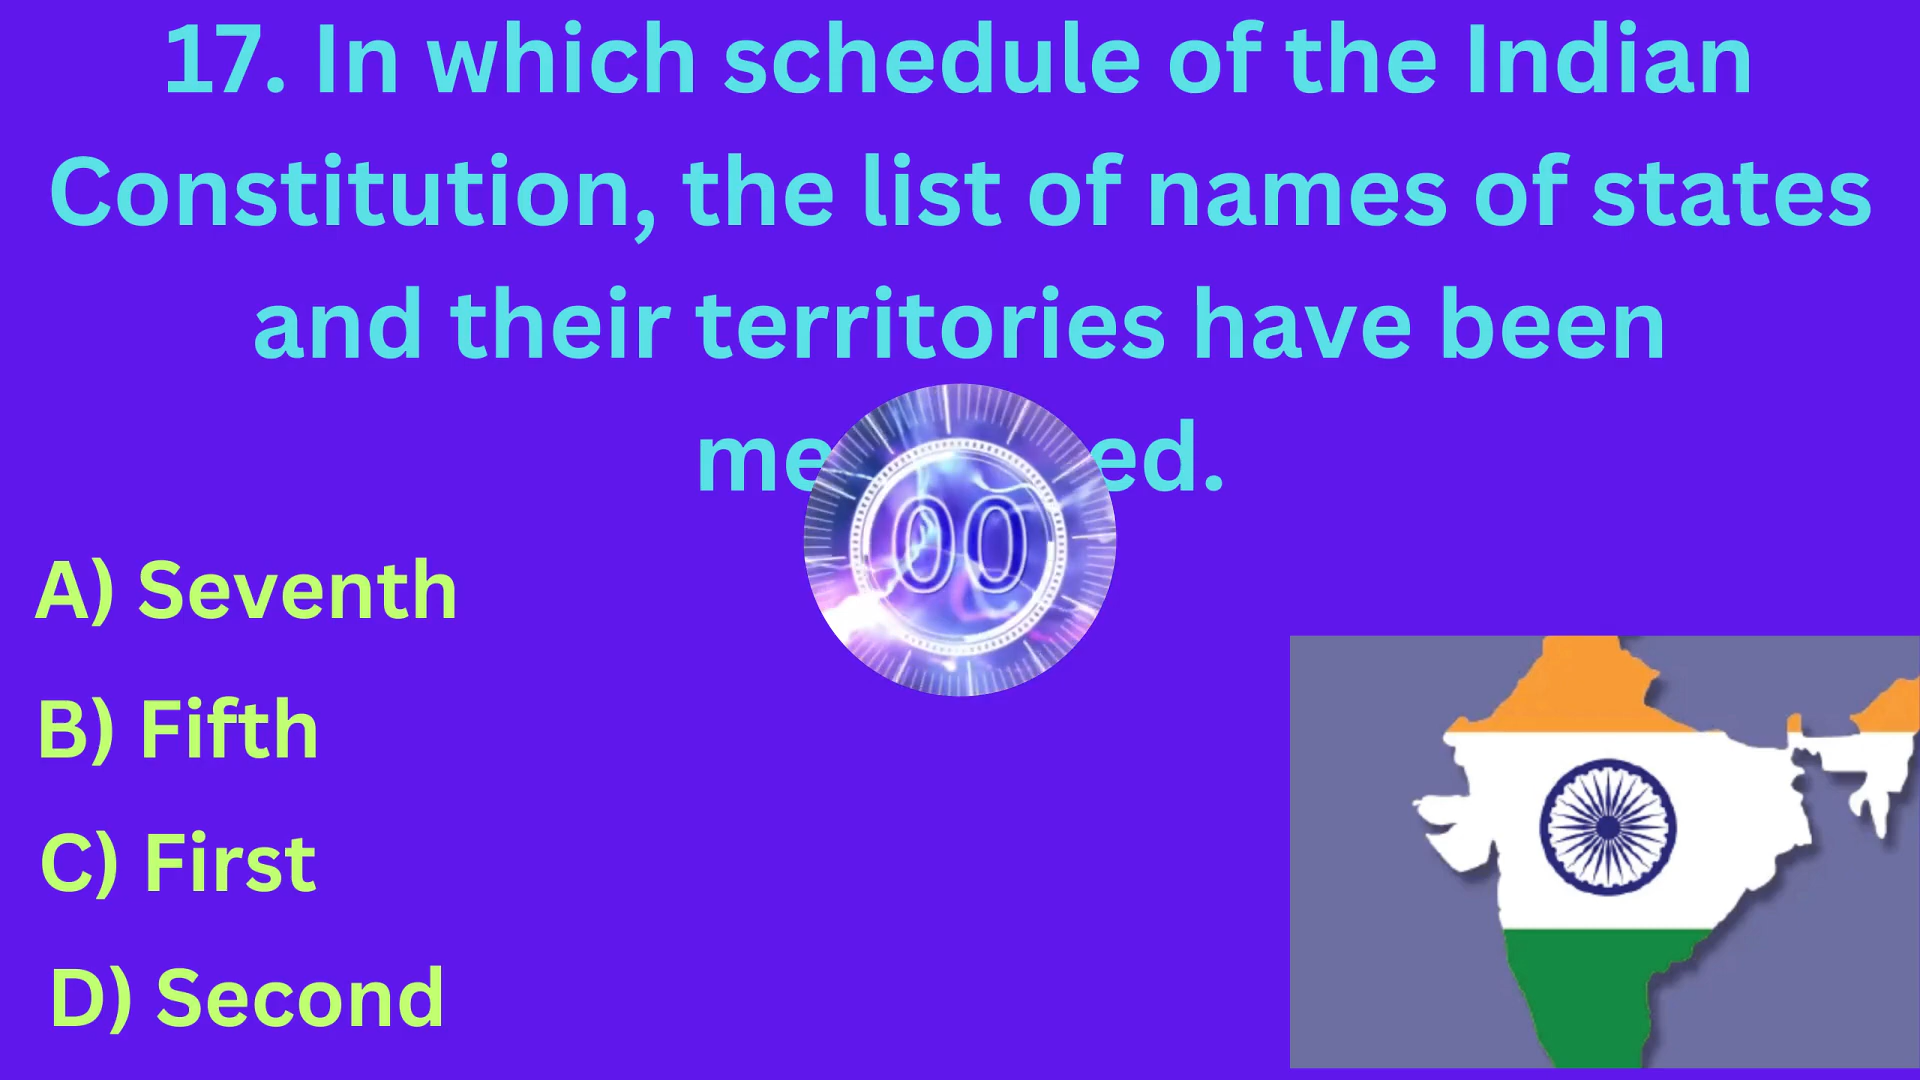 17. In which schedule of the Indian
Constitution, the list of names of states
and their territories have been
00
A) Seventh
B) Fifth
C) First
D) Second